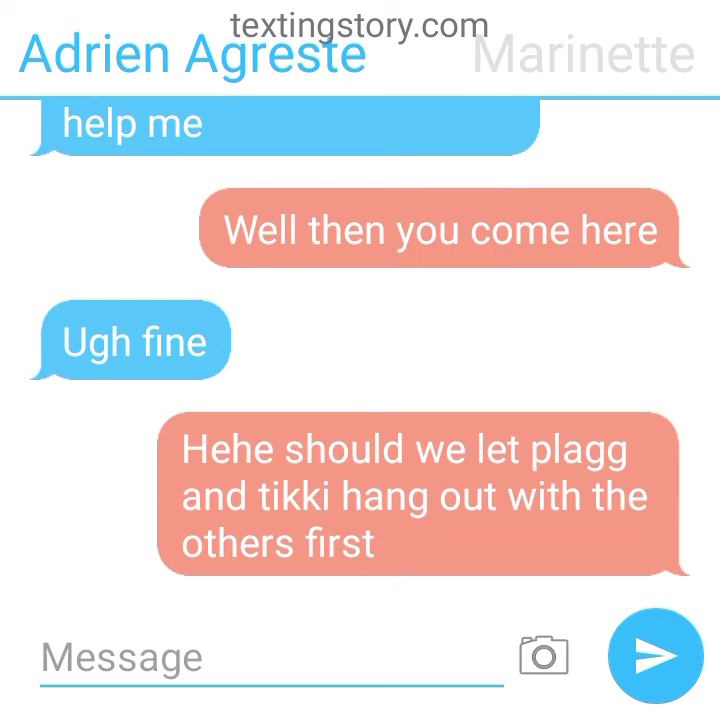 textingstory.com
Adrien Agreste Marinette
help me
Well then you come here
Ugh fine
Hehe should we let plagg
and tikki hang out with the
others first
Message